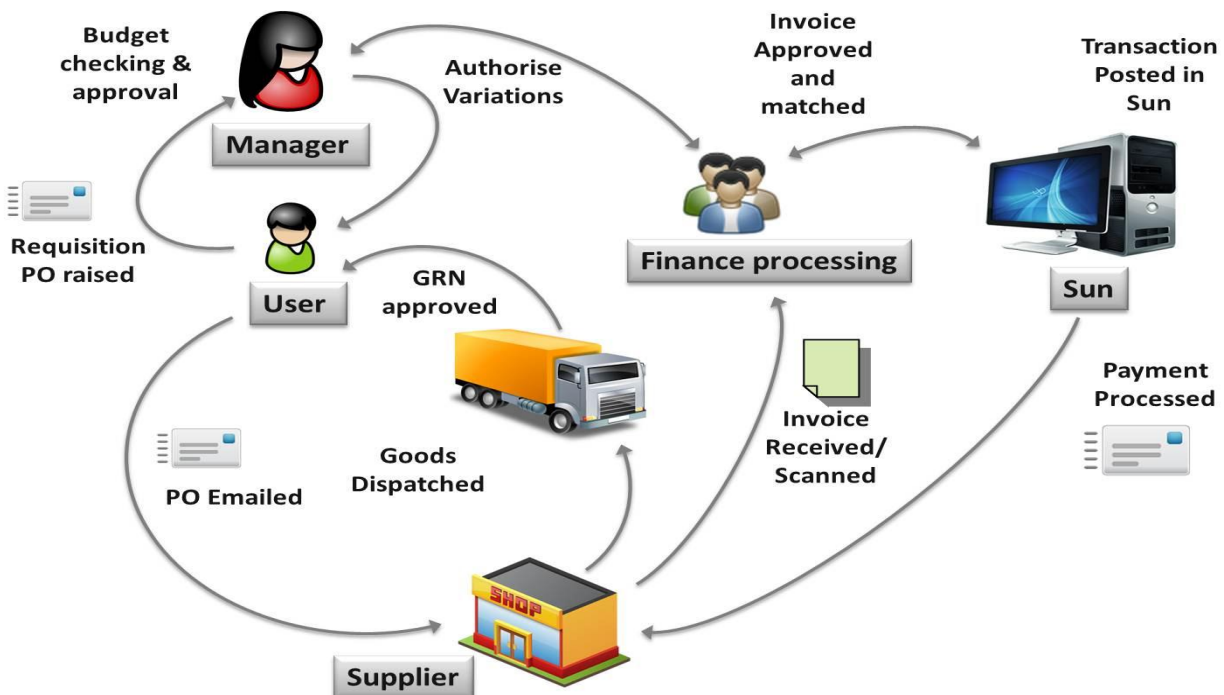 Budget
checking &
approval
Manager
Authorise
Variations
Invoice
Approved
and
matched
Transaction
Posted in
Sun
Requisition
PO raised
User
GRN
approved
Finance processing
Sun
PO Emailed
Goods
Dispatched
Invoice
Received/
Scanned
Payment
Processed
SHOP
Supplier